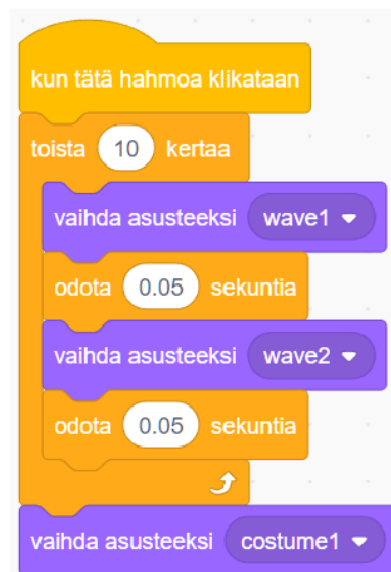 kun tätä hahmoa klikataan
toista 10 kertaa
vaihda asusteeksi wave1
odota 0.05 sekuntia
vaihda asusteeksi wave2
odota 0.05 sekuntia
vaihda asusteeksi costume1